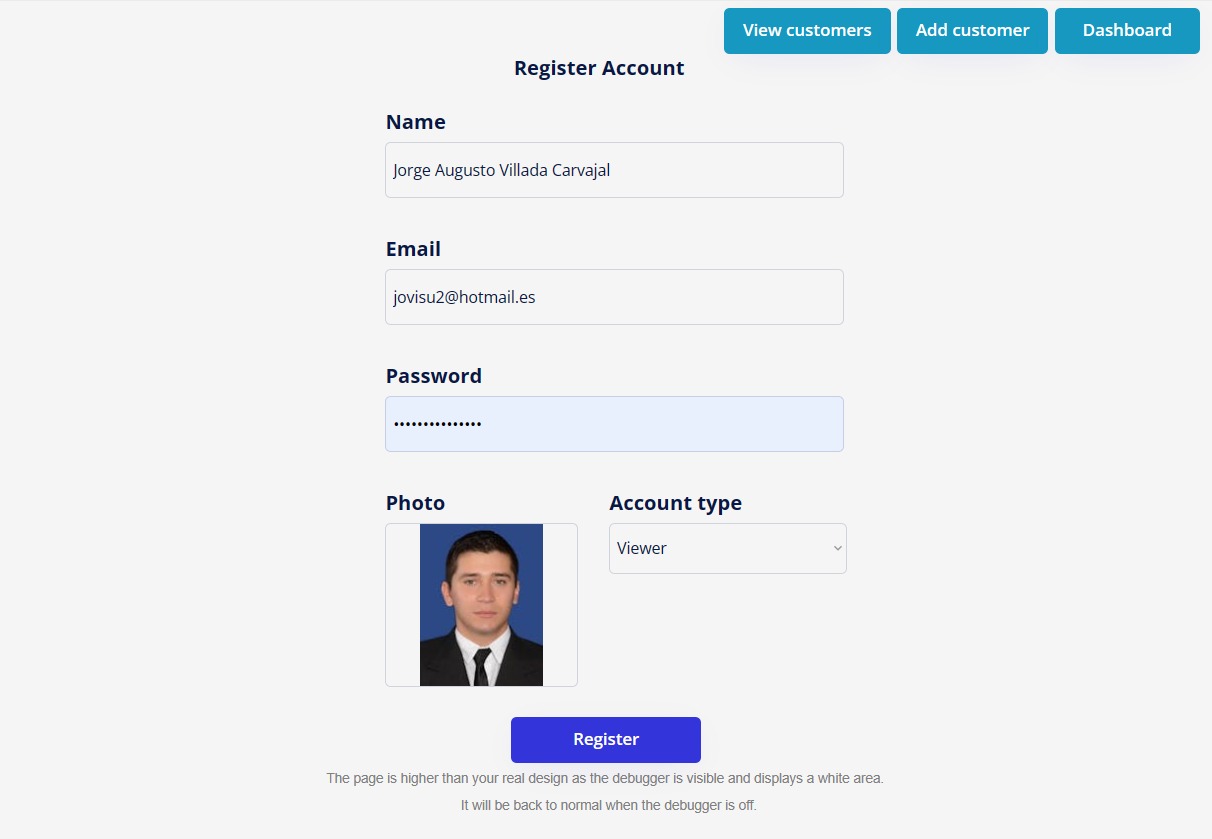 View customers
Add customer
Dashboard
Register Account
Name
Jorge Augusto Villada Carvajal
Email
jovisu2@hotmail.es
Password
•••••••••••••••
Photo
Account type
Viewer
Register
The page is higher than your real design as the debugger is visible and displays a white area.
It will be back to normal when the debugger is off.